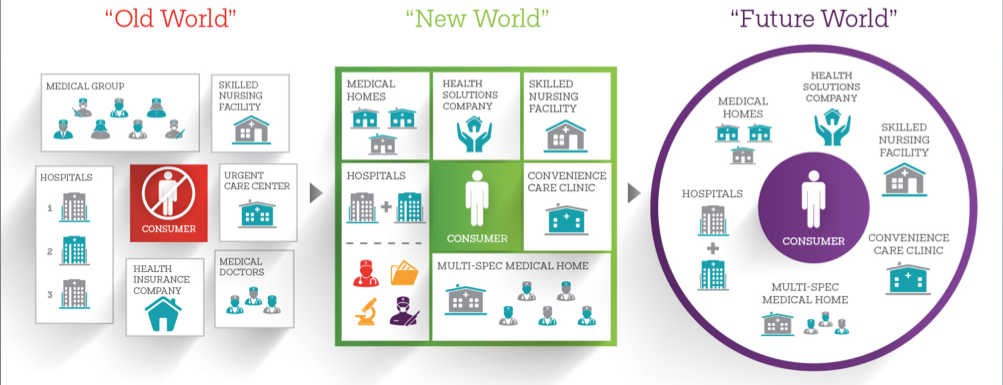 “Old World”
MEDICAL GROUP
SKILLED
NURSING
FACILITY
HOSPITALS
1
2
3
CONSUMER
URGENT
CARE CENTER
HEALTH
INSURANCE
COMPANY
MEDICAL
DOCTORS
“New World”
MEDICAL
HOMES
HEALTH
SOLUTIONS
COMPANY
SKILLED
NURSING
FACILITY
HOSPITALS
+
CONSUMER
CONVENIENCE
CARE CLINIC
MULTI-SPEC MEDICAL HOME
“Future World”
HEALTH
SOLUTIONS
COMPANY
MEDICAL
HOMES
SKILLED
NURSING
FACILITY
HOSPITALS
+
CONSUMER
CONVENIENCE
CARE CLINIC
MULTI-SPEC
MEDICAL HOME